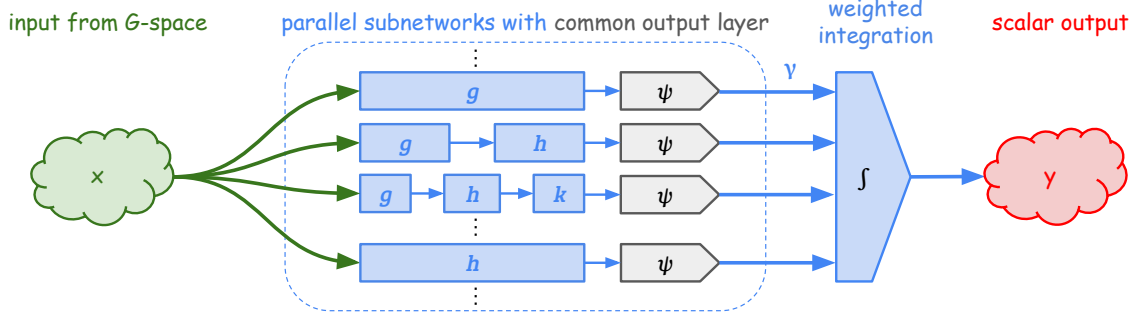 input from G-space
parallel subnetworks with common output layer
weighted
integration
scalar output
x
⋮
g
ψ
γ
g
h
ψ
g
h
k
ψ
⋮
h
ψ
⋮
∫
y